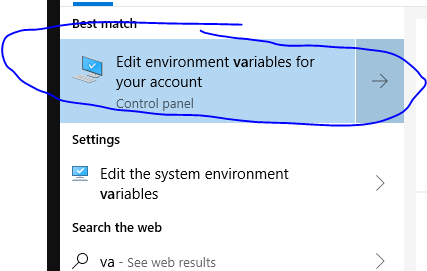 Best match
Edit environment variables for
your account
Control panel
Settings
Edit the system environment
variables
Search the web
va - See web results